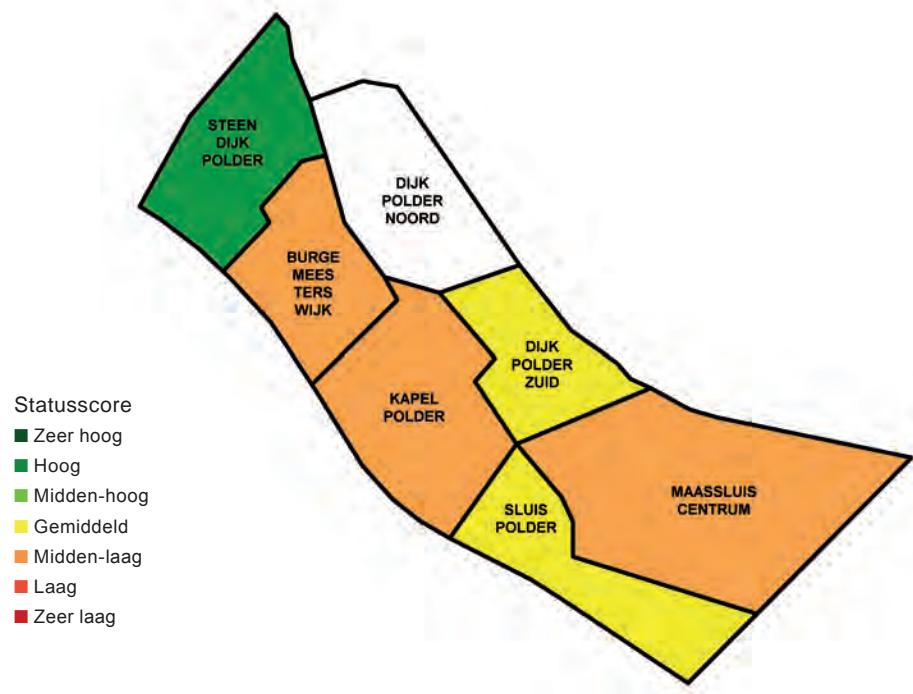 STEEN
DIJK
POLDER
DIJK
POLDER
NOORD
BURGE
MEES
TERS
WIJK
DIJK
POLDER
ZUID
KAPEL
POLDER
MAASSLUIS
CENTRUM
SLUIS
POLDER
Statusscore
Zeer hoog
Hoog
Midden-hoog
Gemiddeld
Midden-laag
Laag
Zeer laag